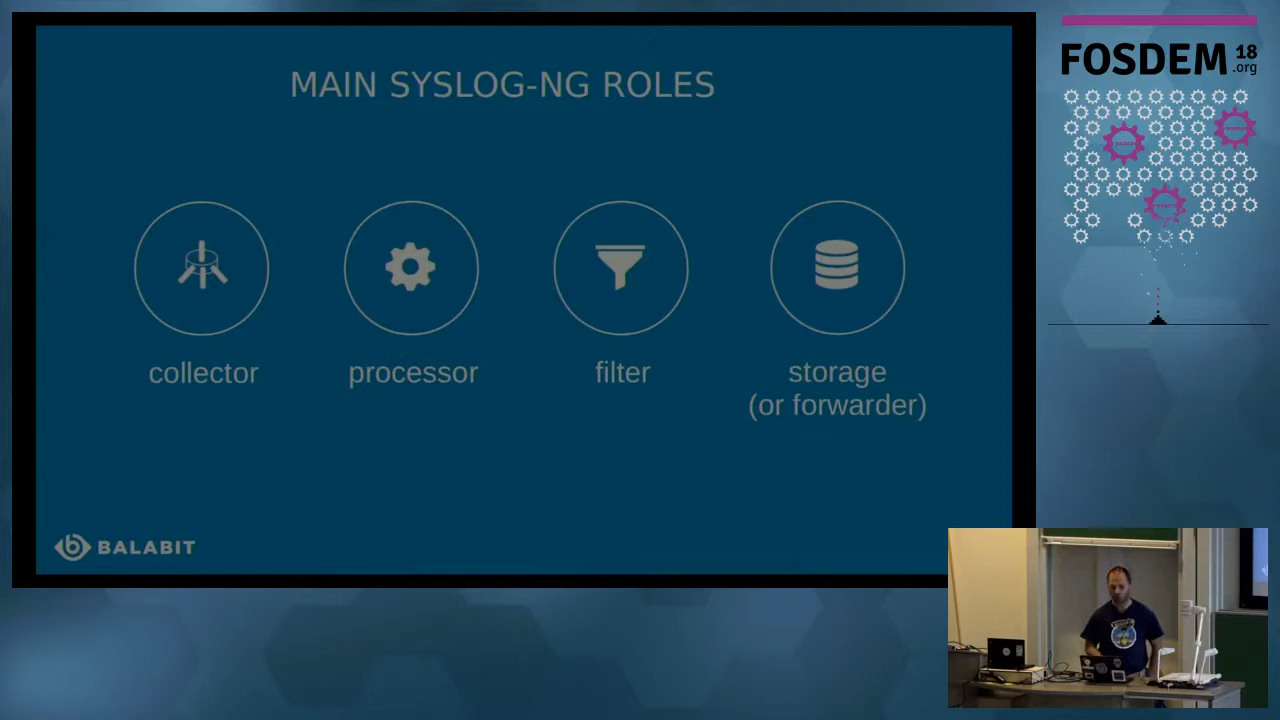 MAIN SYSLOG-NG ROLES
collector
processor
filter
storage
(or forwarder)
BALABIT
FOSDEM 18
.org